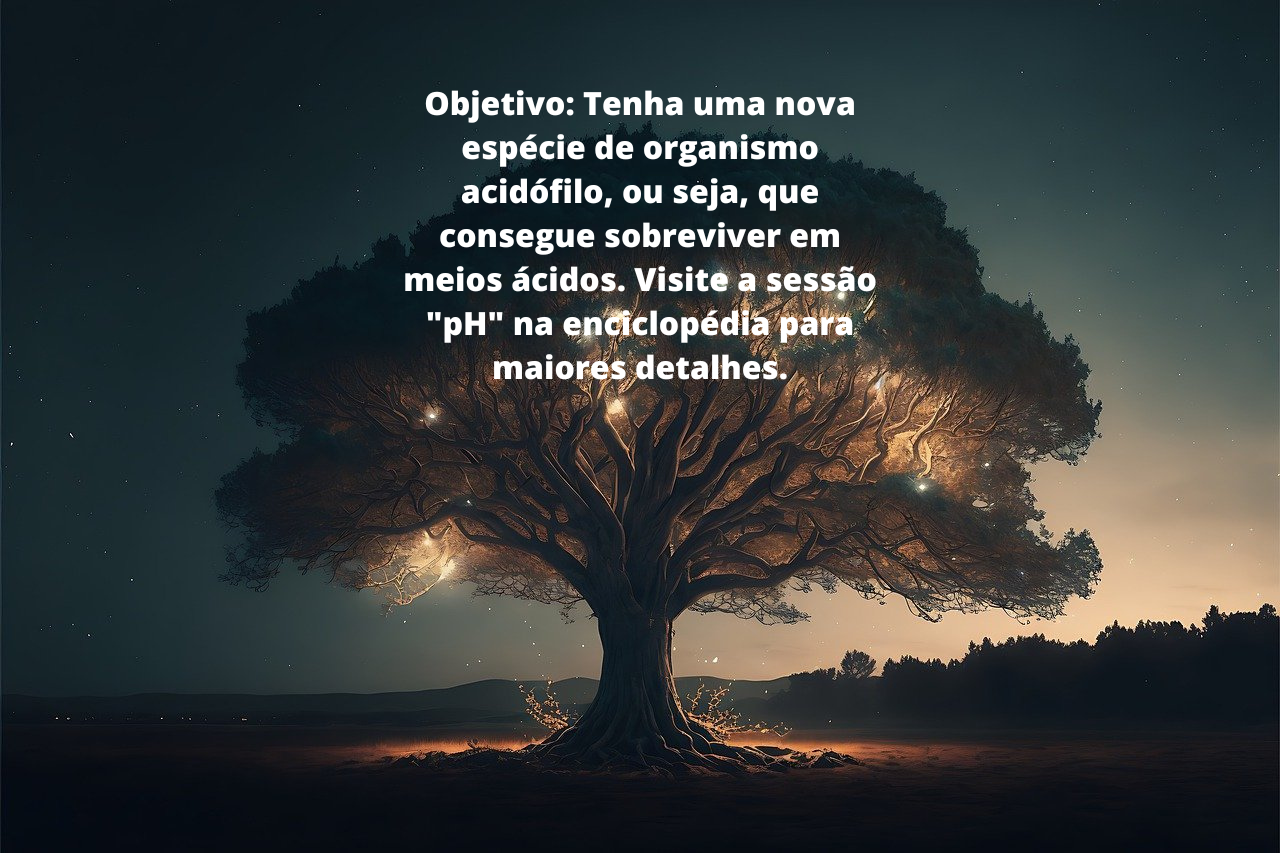 Objetivo: Tenha uma nova
espécie de organismo
acidófilo, ou seja, que
consegue sobreviver em
meios ácidos. Visite a sessão
"pH" na enciclopédia para
maiores detalhes.